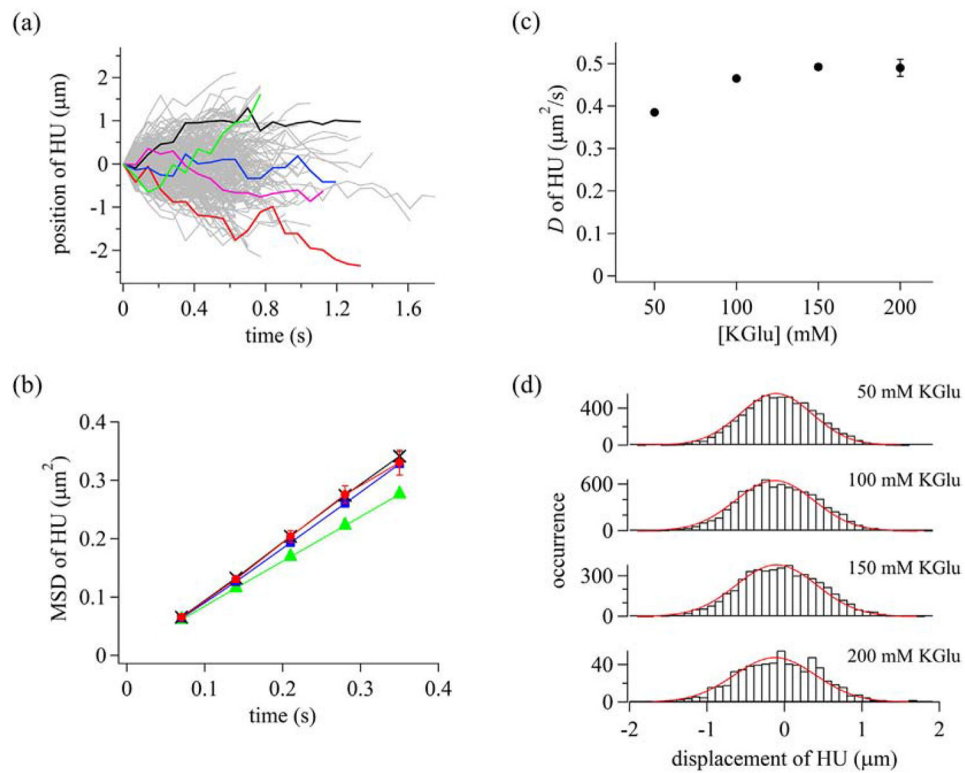 (a)
position of HU (μm)
2
1
0
-1
-2
0
0.4
0.8
1.2
1.6
time (s)
(c)
D of HU (μm²/s)
0.5
0.4
0.3
0.2
0.1
0
50
100
150
200
[KGlu] (mM)
(b)
MSD of HU (μm²)
0.4
0.3
0.2
0.1
0
0
0.1
0.2
0.3
0.4
time (s)
(d)
occurrence
50 mM KGlu
400
0
100 mM KGlu
600
0
150 mM KGlu
300
0
200 mM KGlu
40
0
-2
-1
0
1
2
displacement of HU (μm)